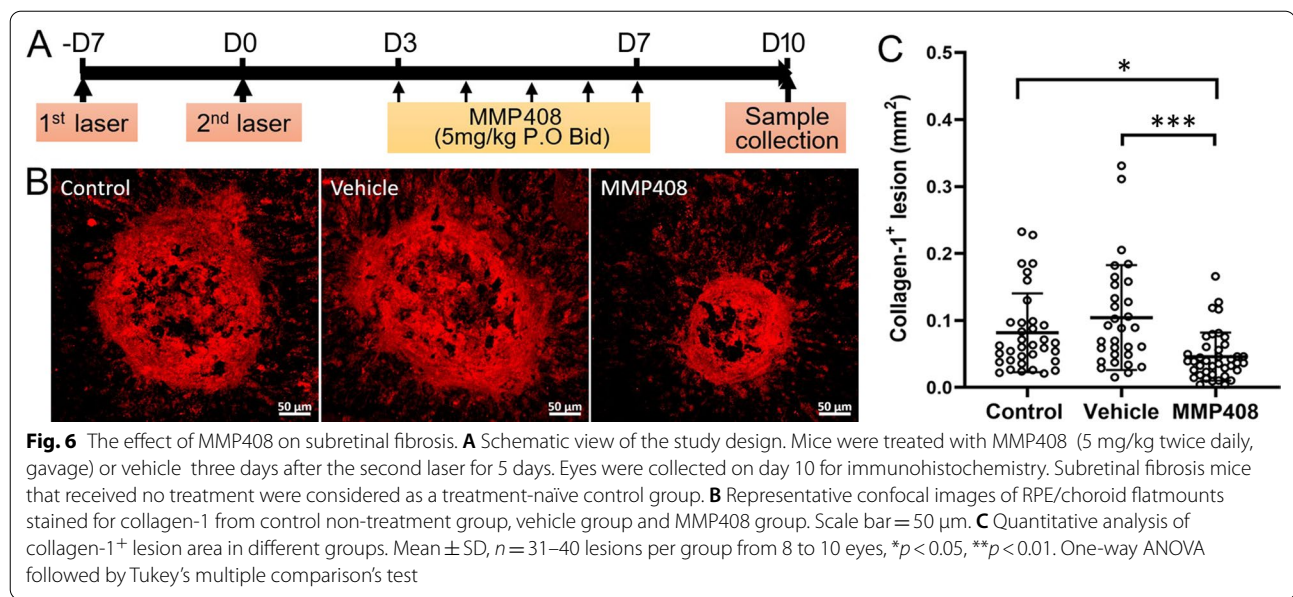 A
-D7 D0 D3 D7 D10
1st laser
2nd laser
MMP408
(5mg/kg P.O Bid)
Sample
collection
B
Control
Vehicle
MMP408
50 µm
50 µm
50 µm
C
Collagen-1+ lesion (mm2)
0.5
0.4
0.3
0.2
0.1
0.0
*
***
Control Vehicle MMP408
Fig. 6 The effect of MMP408 on subretinal fibrosis. A Schematic view of the study design. Mice were treated with MMP408 (5 mg/kg twice daily,
gavage) or vehicle three days after the second laser for 5 days. Eyes were collected on day 10 for immunohistochemistry. Subretinal fibrosis mice
that received no treatment were considered as a treatment-naïve control group. B Representative confocal images of RPE/choroid flatmounts
stained for collagen-1 from control non-treatment group, vehicle group and MMP408 group. Scale bar = 50 µm. C Quantitative analysis of
collagen-1+ lesion area in different groups. Mean ± SD, n = 31–40 lesions per group from 8 to 10 eyes, *p < 0.05, **p < 0.01. One-way ANOVA
followed by Tukey's multiple comparison's test